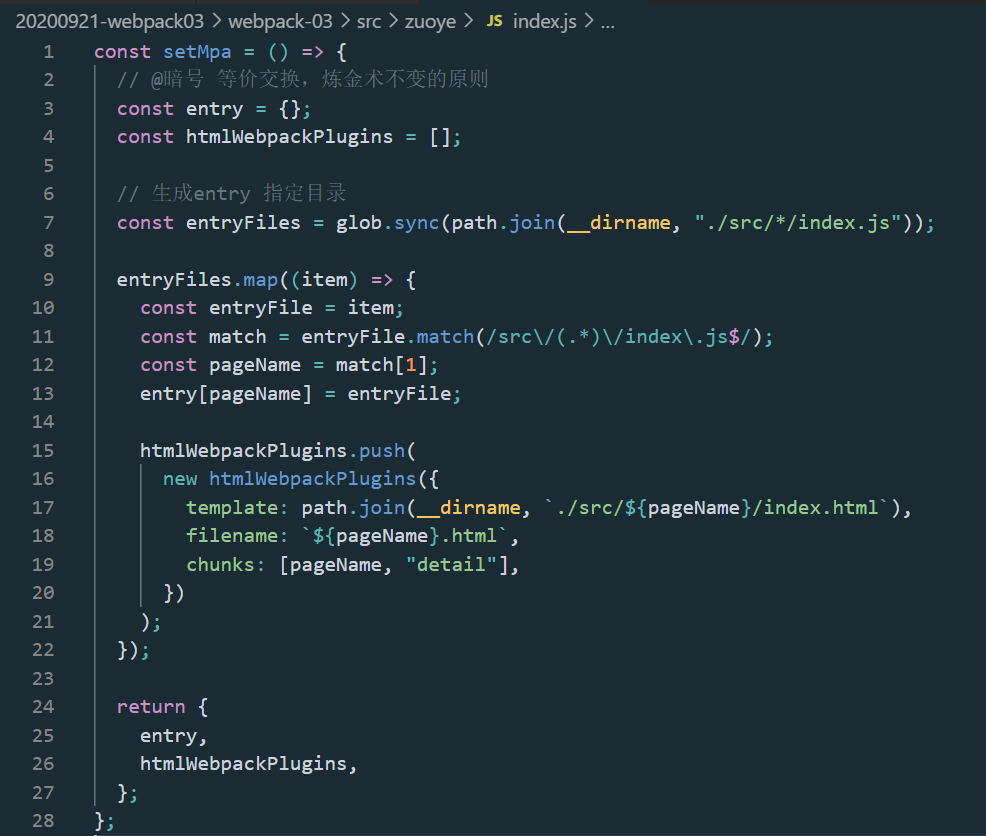 20200921-webpack03 > webpack-03 > src > zuoye > JS index.js > ...
1 const setMpa = () => {
2 // @暗号 等价交换，炼金术不变的原则
3 const entry = {};
4 const htmlWebpackPlugins = [];
5
6 // 生成entry 指定目录
7 const entryFiles = glob.sync(path.join(__dirname, "./src/*/index.js"));
8
9 entryFiles.map((item) => {
10 const entryFile = item;
11 const match = entryFile.match(/src\/(.*)\/index\.js$/);
12 const pageName = match[1];
13 entry[pageName] = entryFile;
14
15 htmlWebpackPlugins.push(
16 new htmlWebpackPlugins({
17 template: path.join(__dirname, `./src/${pageName}/index.html`),
18 filename: `${pageName}.html`,
19 chunks: [pageName, "detail"],
20 })
21 );
22 });
23
24 return {
25 entry,
26 htmlWebpackPlugins,
27 };
28 };